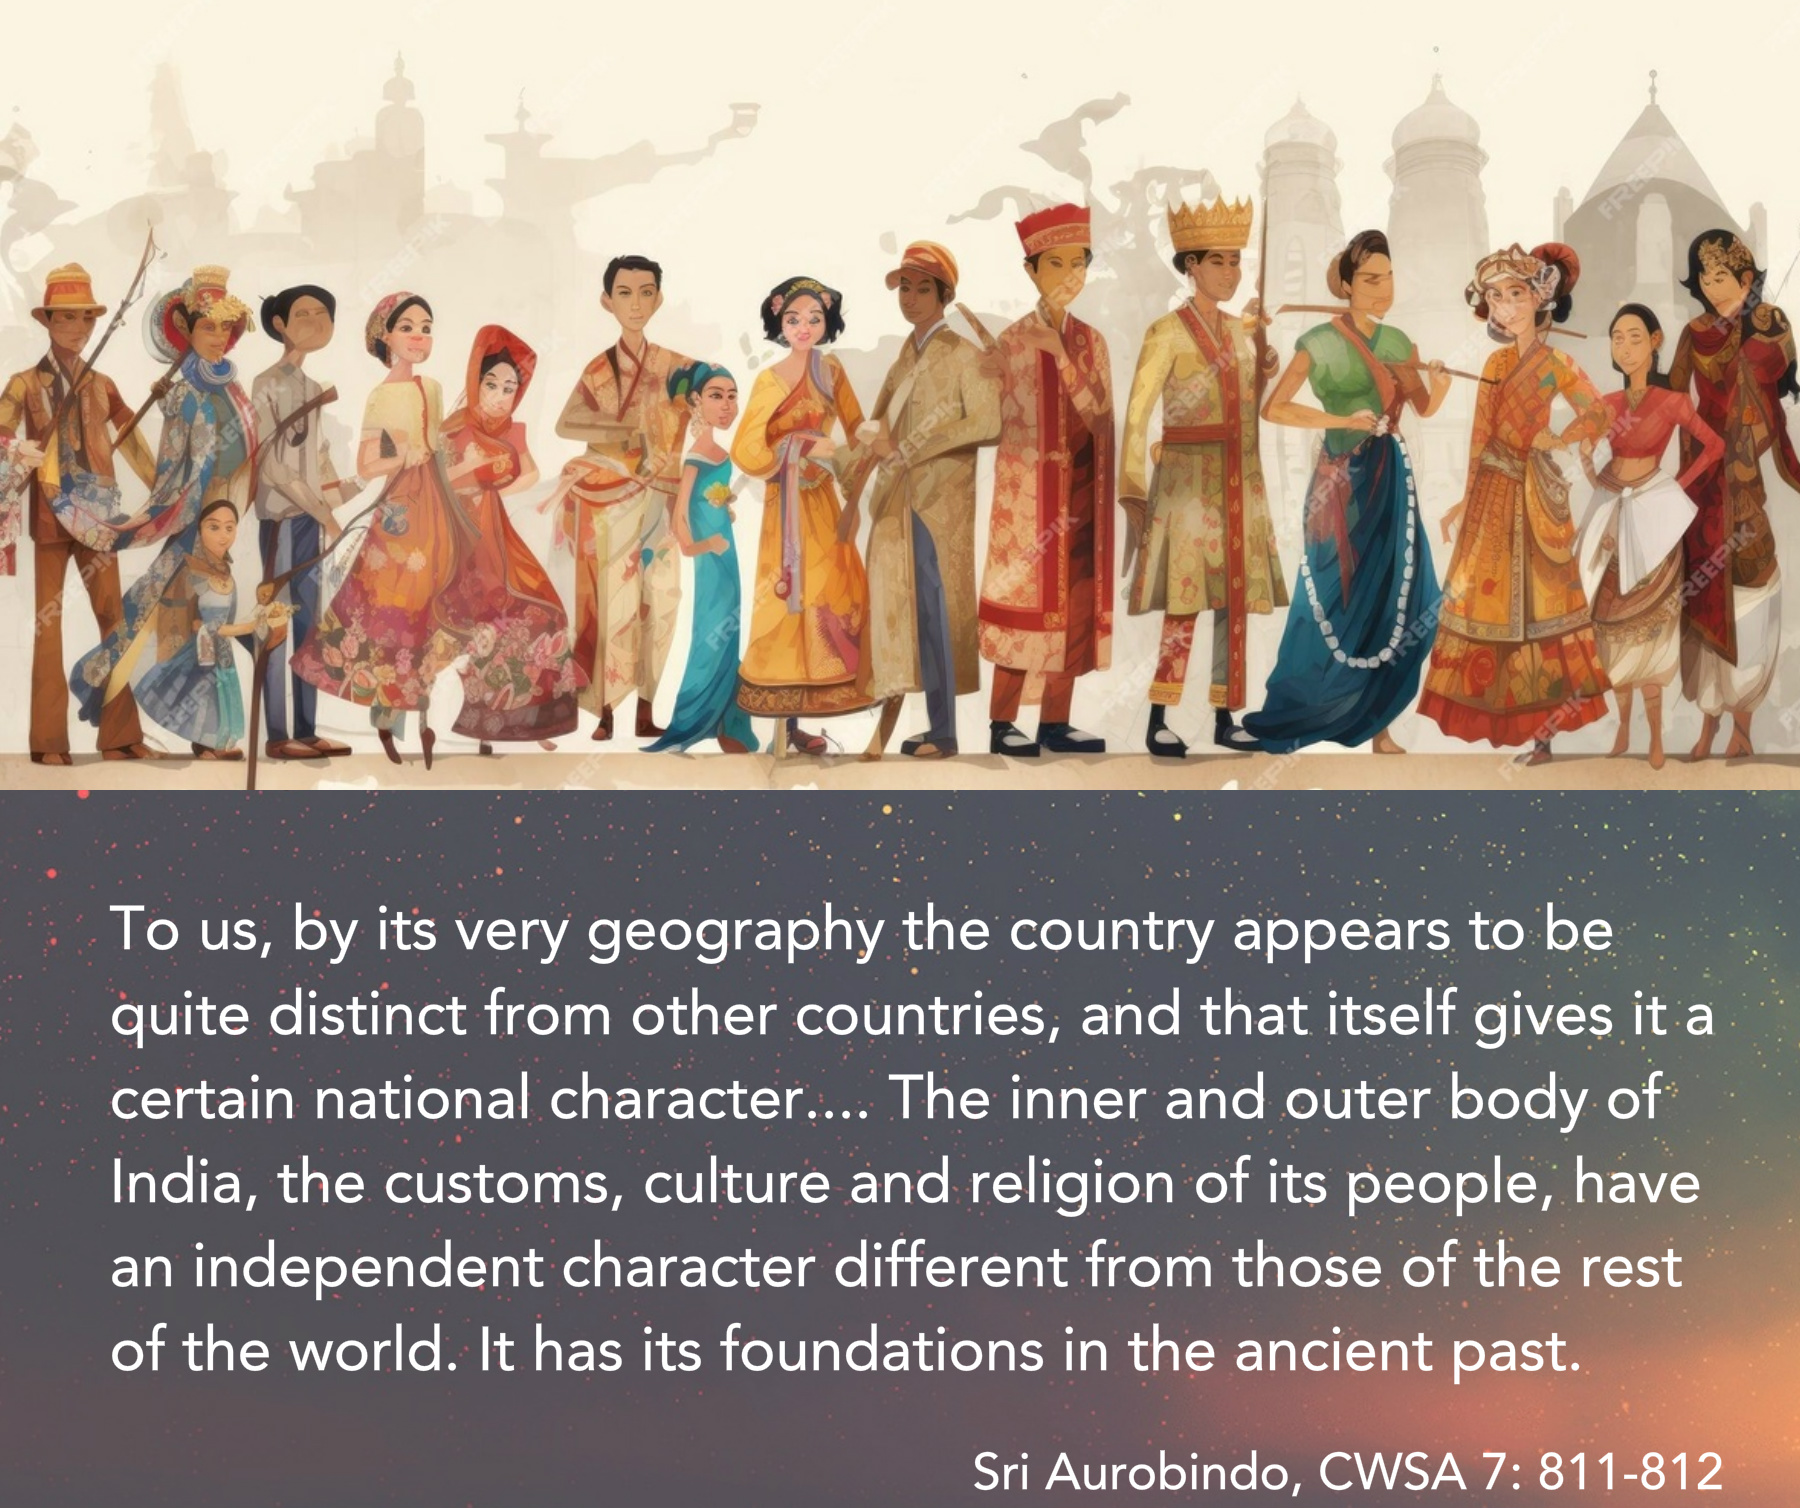 To us, by its very geography the country appears to be
quite distinct from other countries, and that itself gives it a
certain national character.... The inner and outer body of
India, the customs, culture and religion of its people, have
an independent character different from those of the rest
of the world. It has its foundations in the ancient past.
Sri Aurobindo, CWSA 7: 811-812